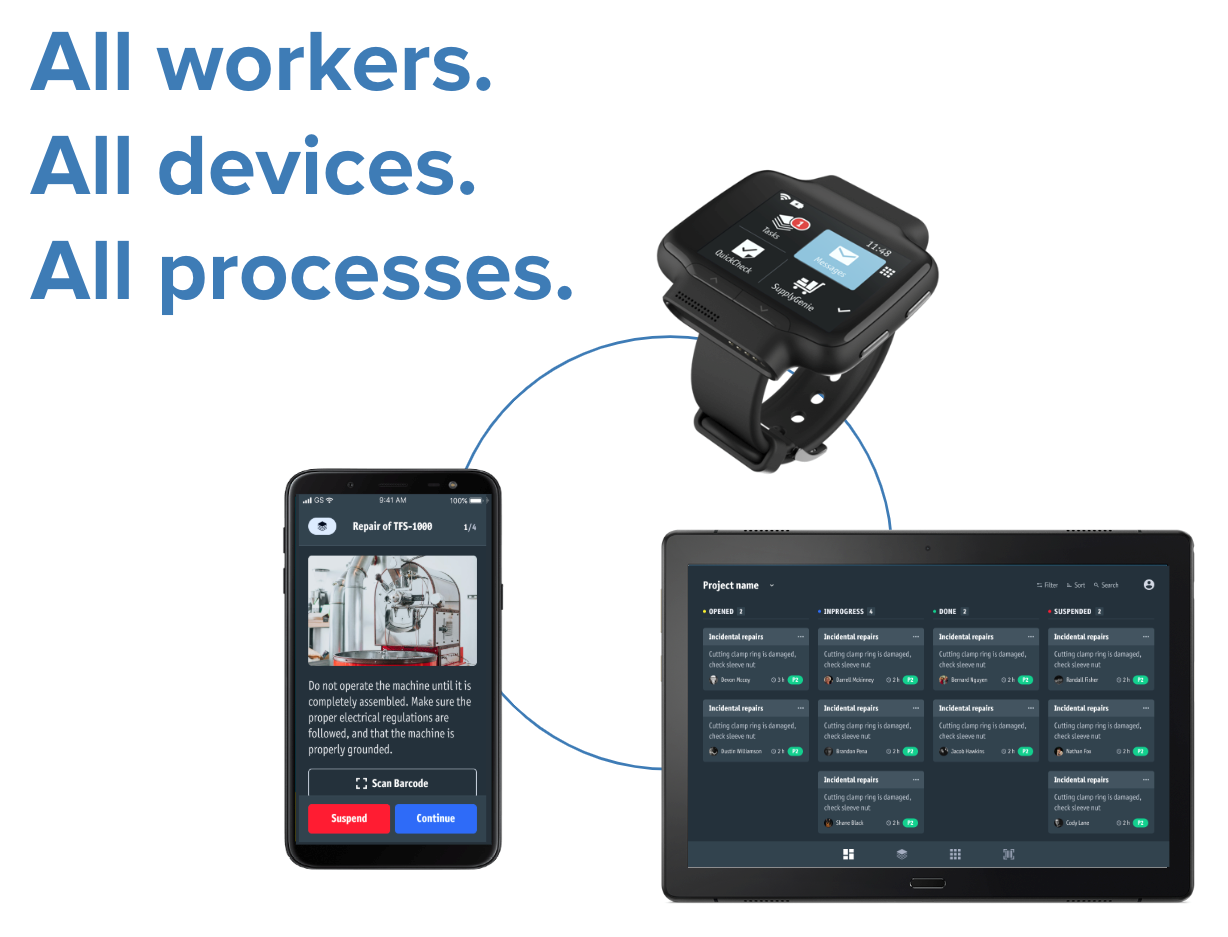 All workers.
All devices.
All processes.
11:48
Tasks
1
Messages
QuickCheck
SupplyGenie
GS
9:41 AM
100%
Repair of TFS-1000
1/4
Do not operate the machine until it is
completely assembled. Make sure the
proper electrical regulations are
followed, and that the machine is
properly grounded.
Scan Barcode
Suspend
Continue
Project name
Filter
Sort
Search
OPENED 2
INPROGRESS 4
DONE 2
SUSPENDED 2
Incidental repairs
Cutting clamp ring is damaged,
check sleeve nut
Devon Mccoy 3 h P2
Incidental repairs
Cutting clamp ring is damaged,
check sleeve nut
Darrell Mckinney 2 h P2
Incidental repairs
Cutting clamp ring is damaged,
check sleeve nut
Bernard Nguyen 2 h P2
Incidental repairs
Cutting clamp ring is damaged,
check sleeve nut
Randall Fisher 2 h P2
Incidental repairs
Cutting clamp ring is damaged,
check sleeve nut
Dustin Williamson 2 h P2
Incidental repairs
Cutting clamp ring is damaged,
check sleeve nut
Brandon Pena 2 h P2
Incidental repairs
Cutting clamp ring is damaged,
check sleeve nut
Jacob Hawkins 2 h P2
Incidental repairs
Cutting clamp ring is damaged,
check sleeve nut
Nathan Fox 2 h P2
Incidental repairs
Cutting clamp ring is damaged,
check sleeve nut
Shane Black 2 h P2
Incidental repairs
Cutting clamp ring is damaged,
check sleeve nut
Cody Lane 2 h P2